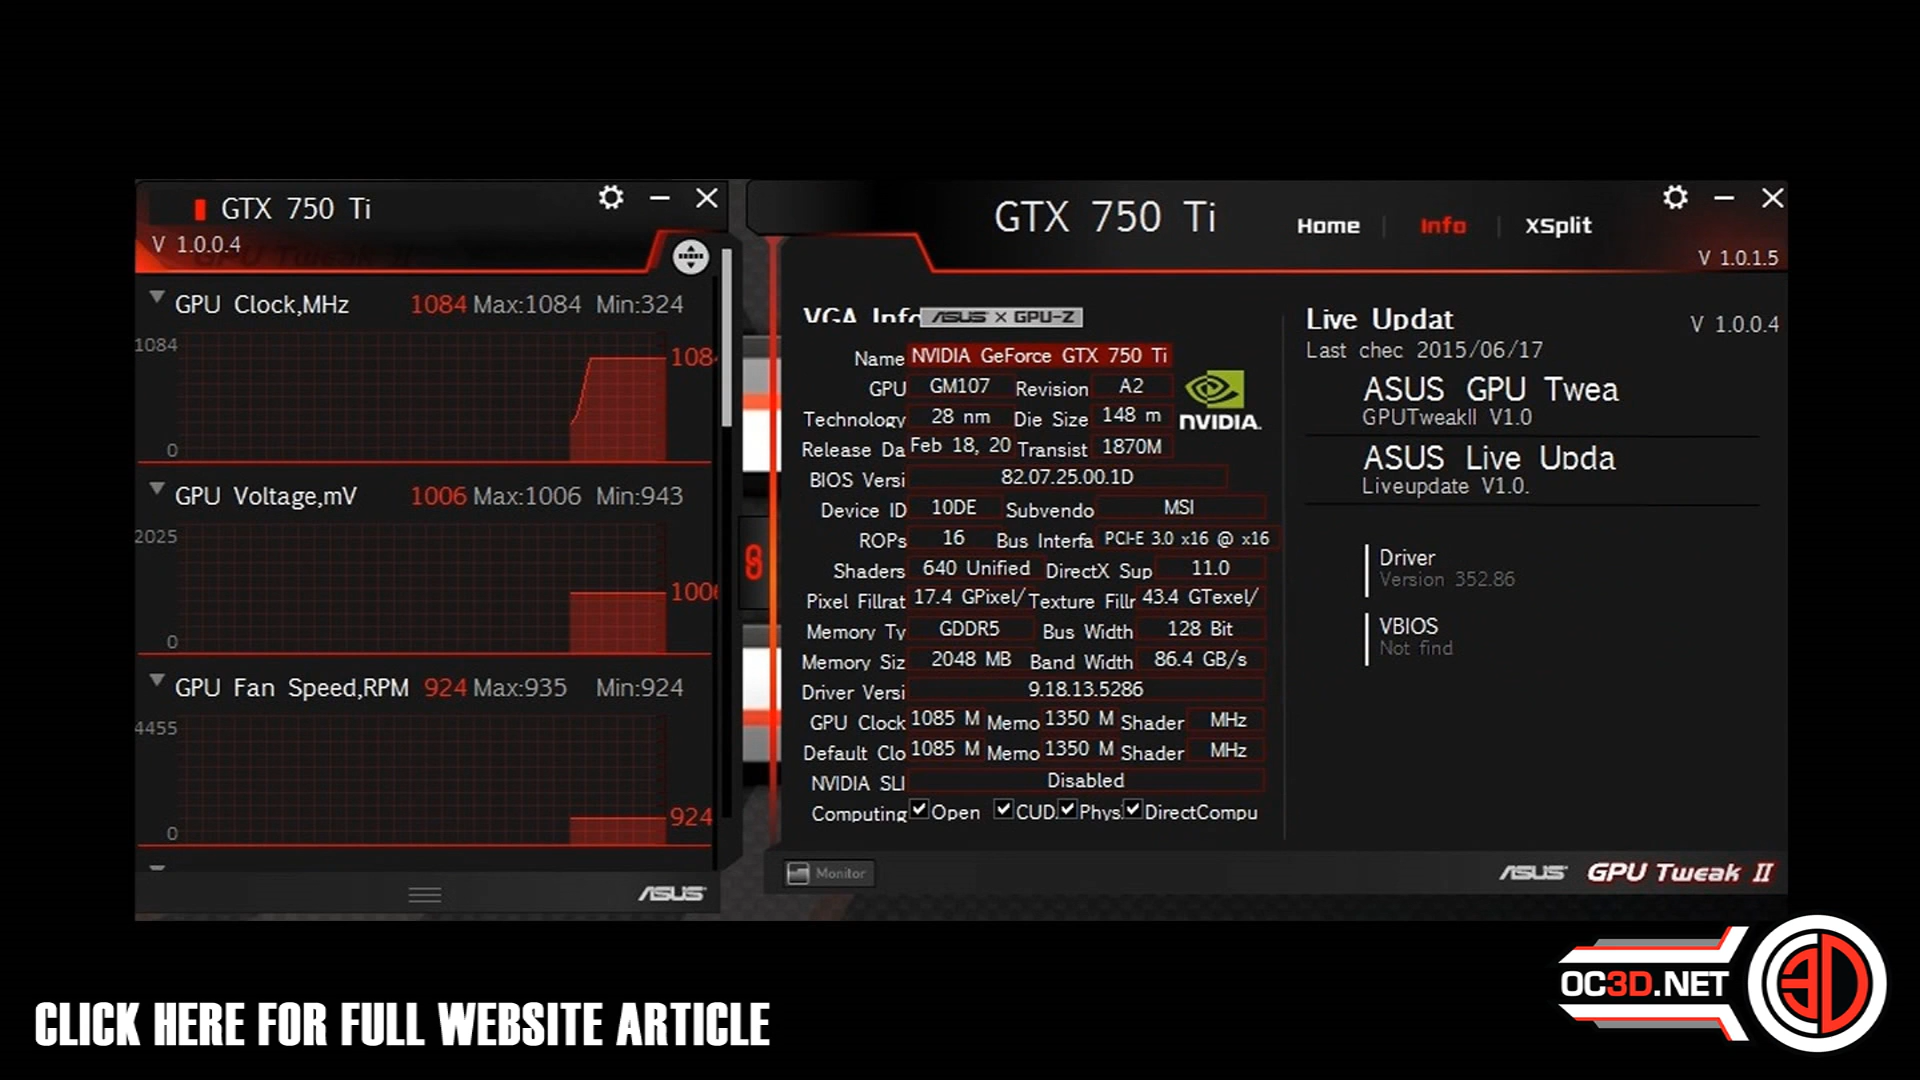 GTX 750 Ti
V 1.0.0.4
GPU Clock,MHz 1084 Max:1084 Min:324
1084
108
0
GPU Voltage,mV 1006 Max:1006 Min:943
2025
1006
0
GPU Fan Speed,RPM 924 Max:935 Min:924
4455
924
0
ASUS
GTX 750 Ti
Home Info XSplit
V 1.0.1.5
VGA Info ASUS × GPU-Z
Name NVIDIA GeForce GTX 750 Ti
GPU GM107 Revision A2
NVIDIA.
Technology 28 nm Die Size 148 m
Release Da Feb 18, 20 Transist 1870M
BIOS Versi 82.07.25.00.1D
Device ID 10DE Subvendo MSI
ROPs 16 Bus Interfa PCI-E 3.0 x16 @ x16
Shaders 640 Unified DirectX Sup 11.0
Pixel Fillrat 17.4 GPixel/ Texture Fillr 43.4 GTexel/
Memory Ty GDDR5 Bus Width 128 Bit
Memory Siz 2048 MB Band Width 86.4 GB/s
Driver Versi 9.18.13.5286
GPU Clock 1085 M Memo 1350 M Shader MHz
Default Clo 1085 M Memo 1350 M Shader MHz
NVIDIA SLI Disabled
Computing Open CUD Phys DirectCompu
Monitor
Live Updat V 1.0.0.4
Last chec 2015/06/17
ASUS GPU Twea
GPUTweakII V1.0
ASUS Live Upda
Liveupdate V1.0.
Driver
Version 352.86
VBIOS
Not find
ASUS GPU Tweak II
OC3D.NET 3D
CLICK HERE FOR FULL WEBSITE ARTICLE